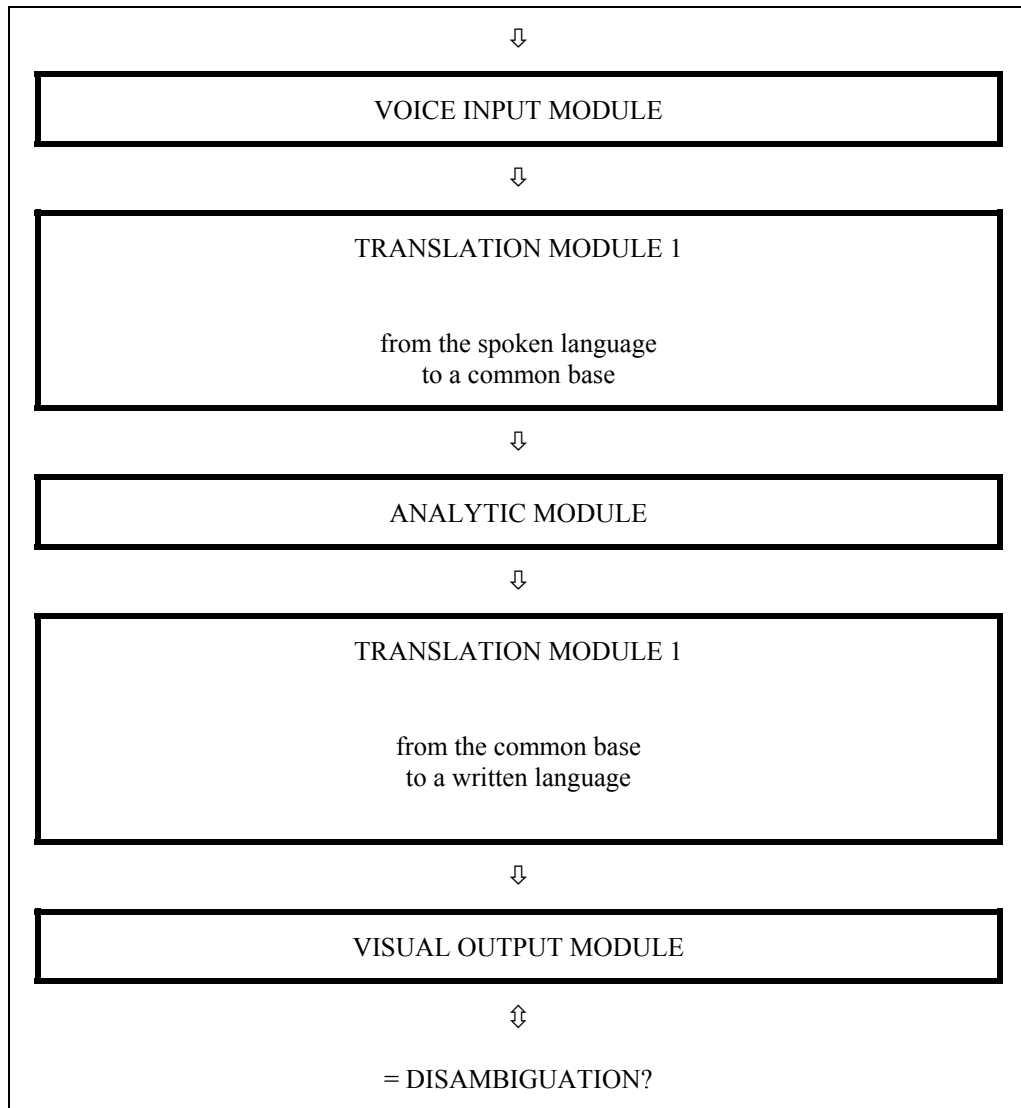 ⇩
VOICE INPUT MODULE
⇩
TRANSLATION MODULE 1
from the spoken language
to a common base
⇩
ANALYTIC MODULE
⇩
TRANSLATION MODULE 1
from the common base
to a written language
⇩
VISUAL OUTPUT MODULE
⇳
= DISAMBIGUATION?